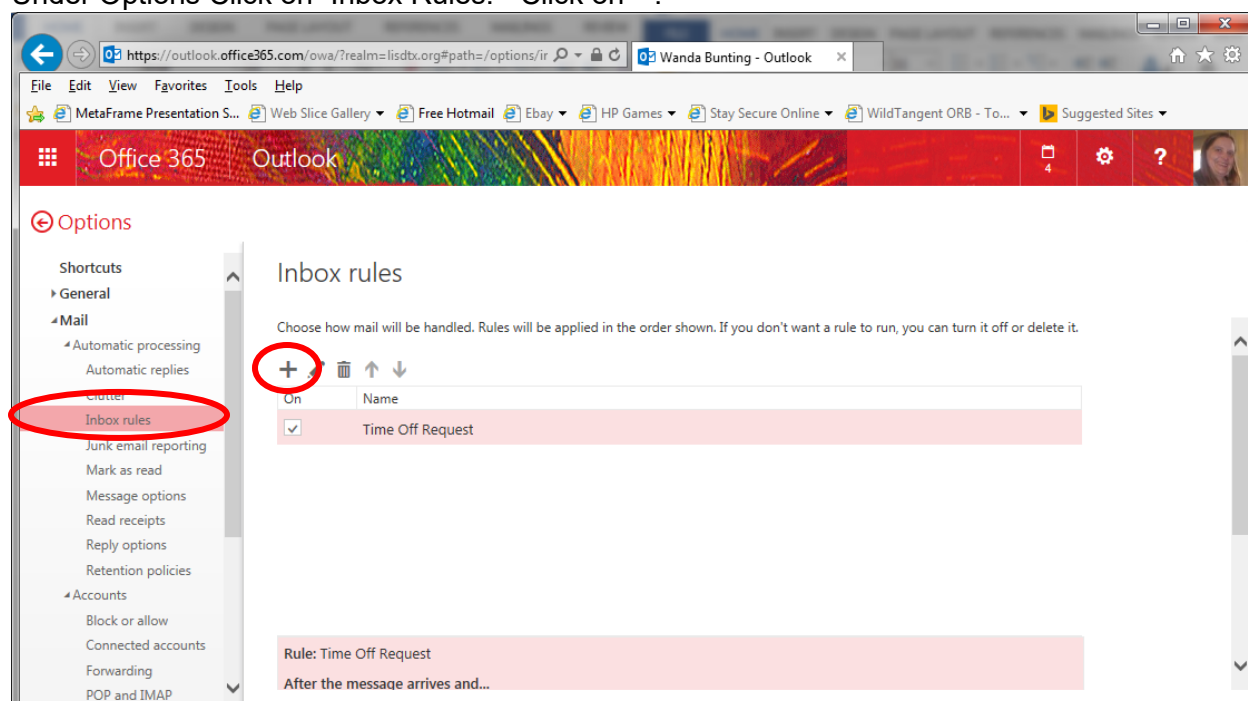 Under Options Click on "Inbox Rules." Click on "+".
https://outlook.office365.com/owa/?realm=lisdtx.org#path=/options/ir
Wanda Bunting - Outlook
File Edit View Favorites Tools Help
MetaFrame Presentation S... Web Slice Gallery Free Hotmail Ebay HP Games Stay Secure Online WildTangent ORB - To... Suggested Sites
Office 365 Outlook 4 ?
Options
Shortcuts
General
Mail
Automatic processing
Automatic replies
Clutter
Inbox rules
Junk email reporting
Mark as read
Message options
Read receipts
Reply options
Retention policies
Accounts
Block or allow
Connected accounts
Forwarding
POP and IMAP
Inbox rules
Choose how mail will be handled. Rules will be applied in the order shown. If you don't want a rule to run, you can turn it off or delete it.
On Name
Time Off Request
Rule: Time Off Request
After the message arrives and...